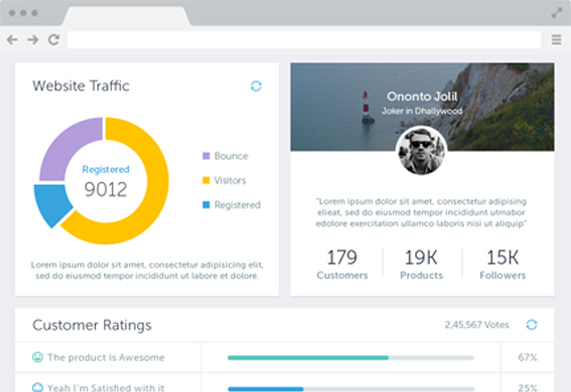 Website Traffic
Registered
9012
Bounce
Visitors
Registered
Lorem ipsum dolor sit amet, consectetur adipiscing elit,
sed do eiusmod tempor incididunt ut labore et dolore.
Ononto Jolil
Joker in Dhallywood
"Lorem ipsum dolor sit amet, consectetur adipising
elieat, sed do eiusmod tempor incididunt utmabor
edolore exercitation ullamco laboris nisi ut aliquip"
179
Customers
19K
Products
15K
Followers
Customer Ratings
2,45,567 Votes
The product is Awesome
67%
Yeah I'm Satisfied with it
25%